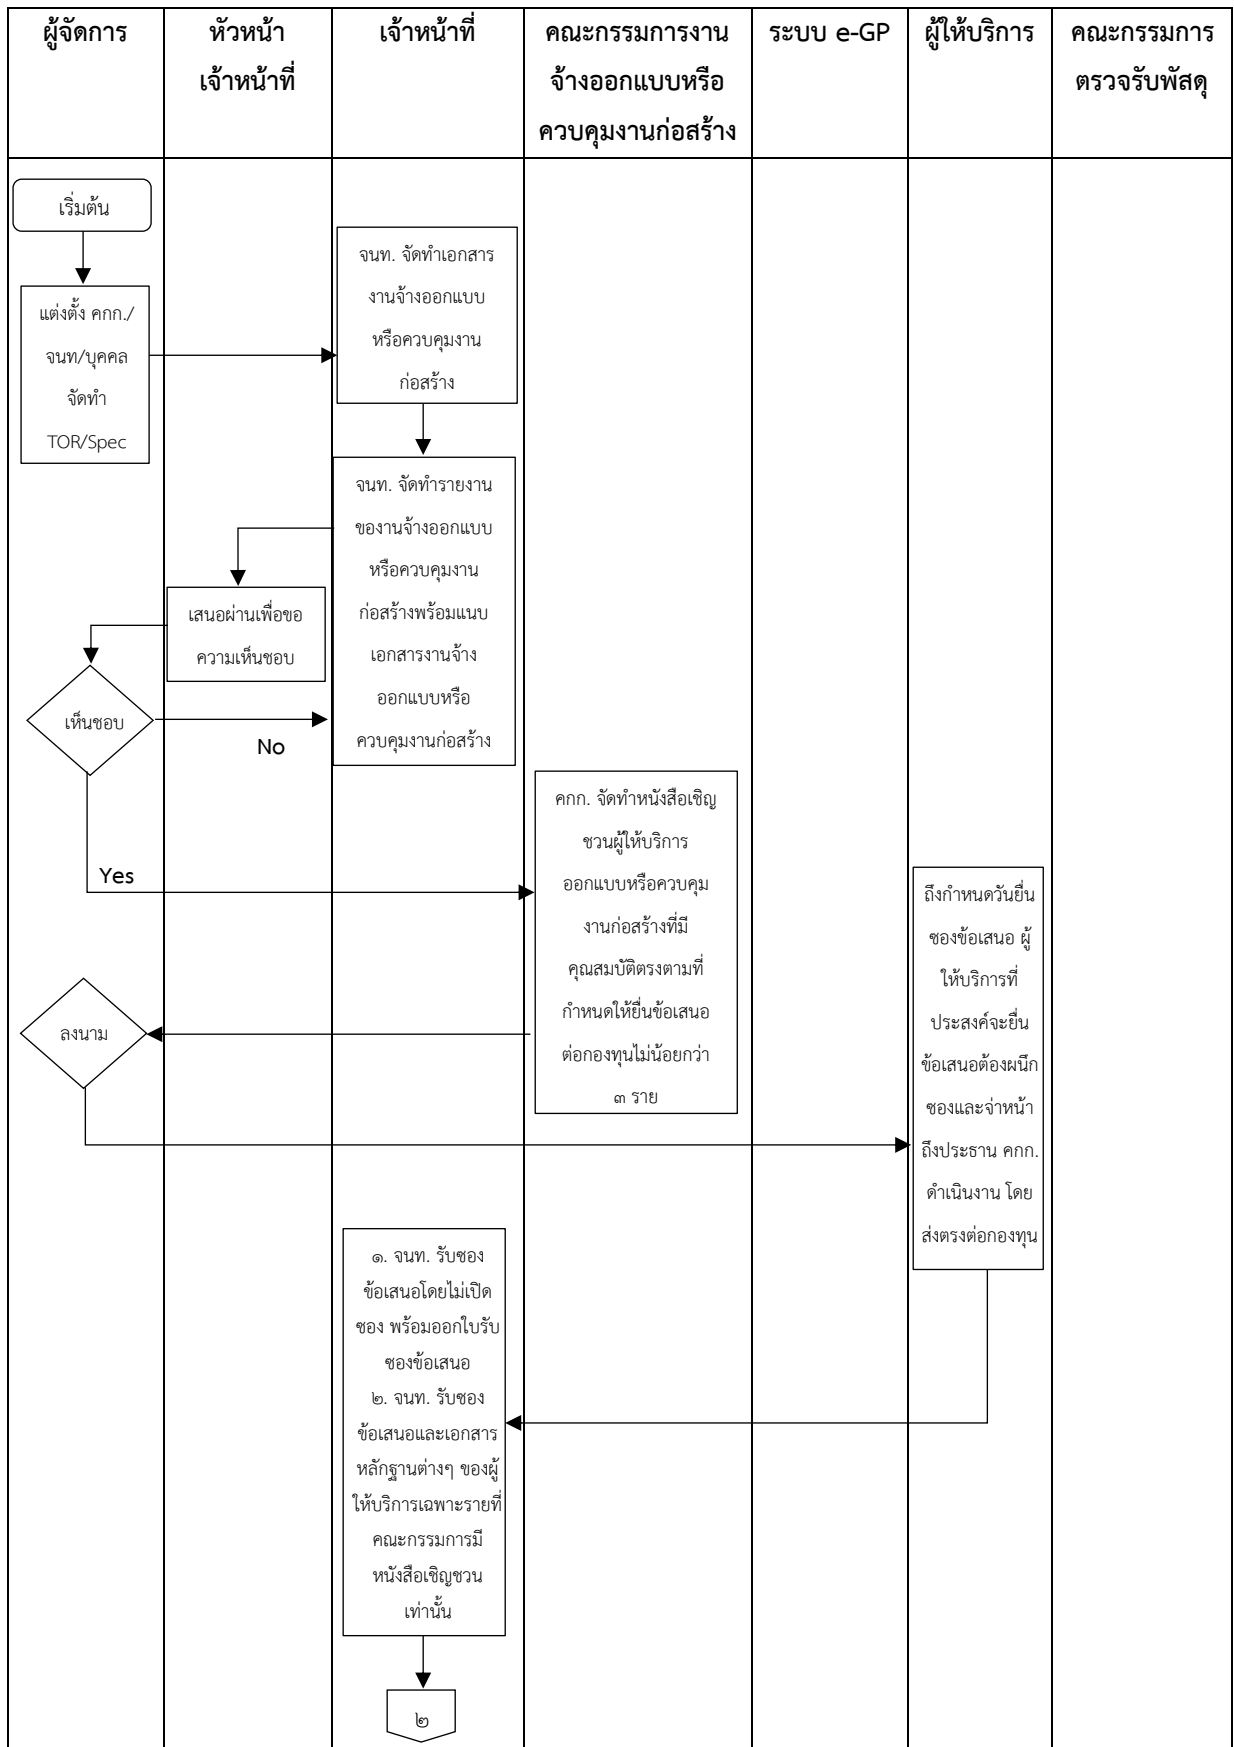 ผู้จัดการ
หัวหน้า
เจ้าหน้าที่
เจ้าหน้าที่
คณะกรรมการงาน
จ้างออกแบบหรือ
ควบคุมงานก่อสร้าง
ระบบ e-GP
ผู้ให้บริการ
คณะกรรมการ
ตรวจรับพัสดุ
เริ่มต้น
แต่งตั้ง คกก./
จนท/บุคคล
จัดทำ
TOR/Spec
จนท. จัดทำเอกสาร
งานจ้างออกแบบ
หรือควบคุมงาน
ก่อสร้าง
จนท. จัดทำรายงาน
ของานจ้างออกแบบ
หรือควบคุมงาน
ก่อสร้างพร้อมแนบ
เอกสารงานจ้าง
ออกแบบหรือ
ควบคุมงานก่อสร้าง
เสนอผ่านเพื่อขอ
ความเห็นชอบ
เห็นชอบ
No
Yes
คกก. จัดทำหนังสือเชิญ
ชวนผู้ให้บริการ
ออกแบบหรือควบคุม
งานก่อสร้างที่มี
คุณสมบัติตรงตามที่
กำหนดให้ยื่นข้อเสนอ
ต่อกองทุนไม่น้อยกว่า
๓ ราย
ลงนาม
ถึงกำหนดวันยื่น
ซองข้อเสนอ ผู้
ให้บริการที่
ประสงค์จะยื่น
ข้อเสนอต้องผนึก
ซองและจ่าหน้า
ถึงประธาน คกก.
ดำเนินงาน โดย
ส่งตรงต่อกองทุน
๑. จนท. รับซอง
ข้อเสนอโดยไม่เปิด
ซอง พร้อมออกใบรับ
ซองข้อเสนอ
๒. จนท. รับซอง
ข้อเสนอและเอกสาร
หลักฐานต่างๆ ของผู้
ให้บริการเฉพาะรายที่
คณะกรรมการมี
หนังสือเชิญชวน
เท่านั้น
๒